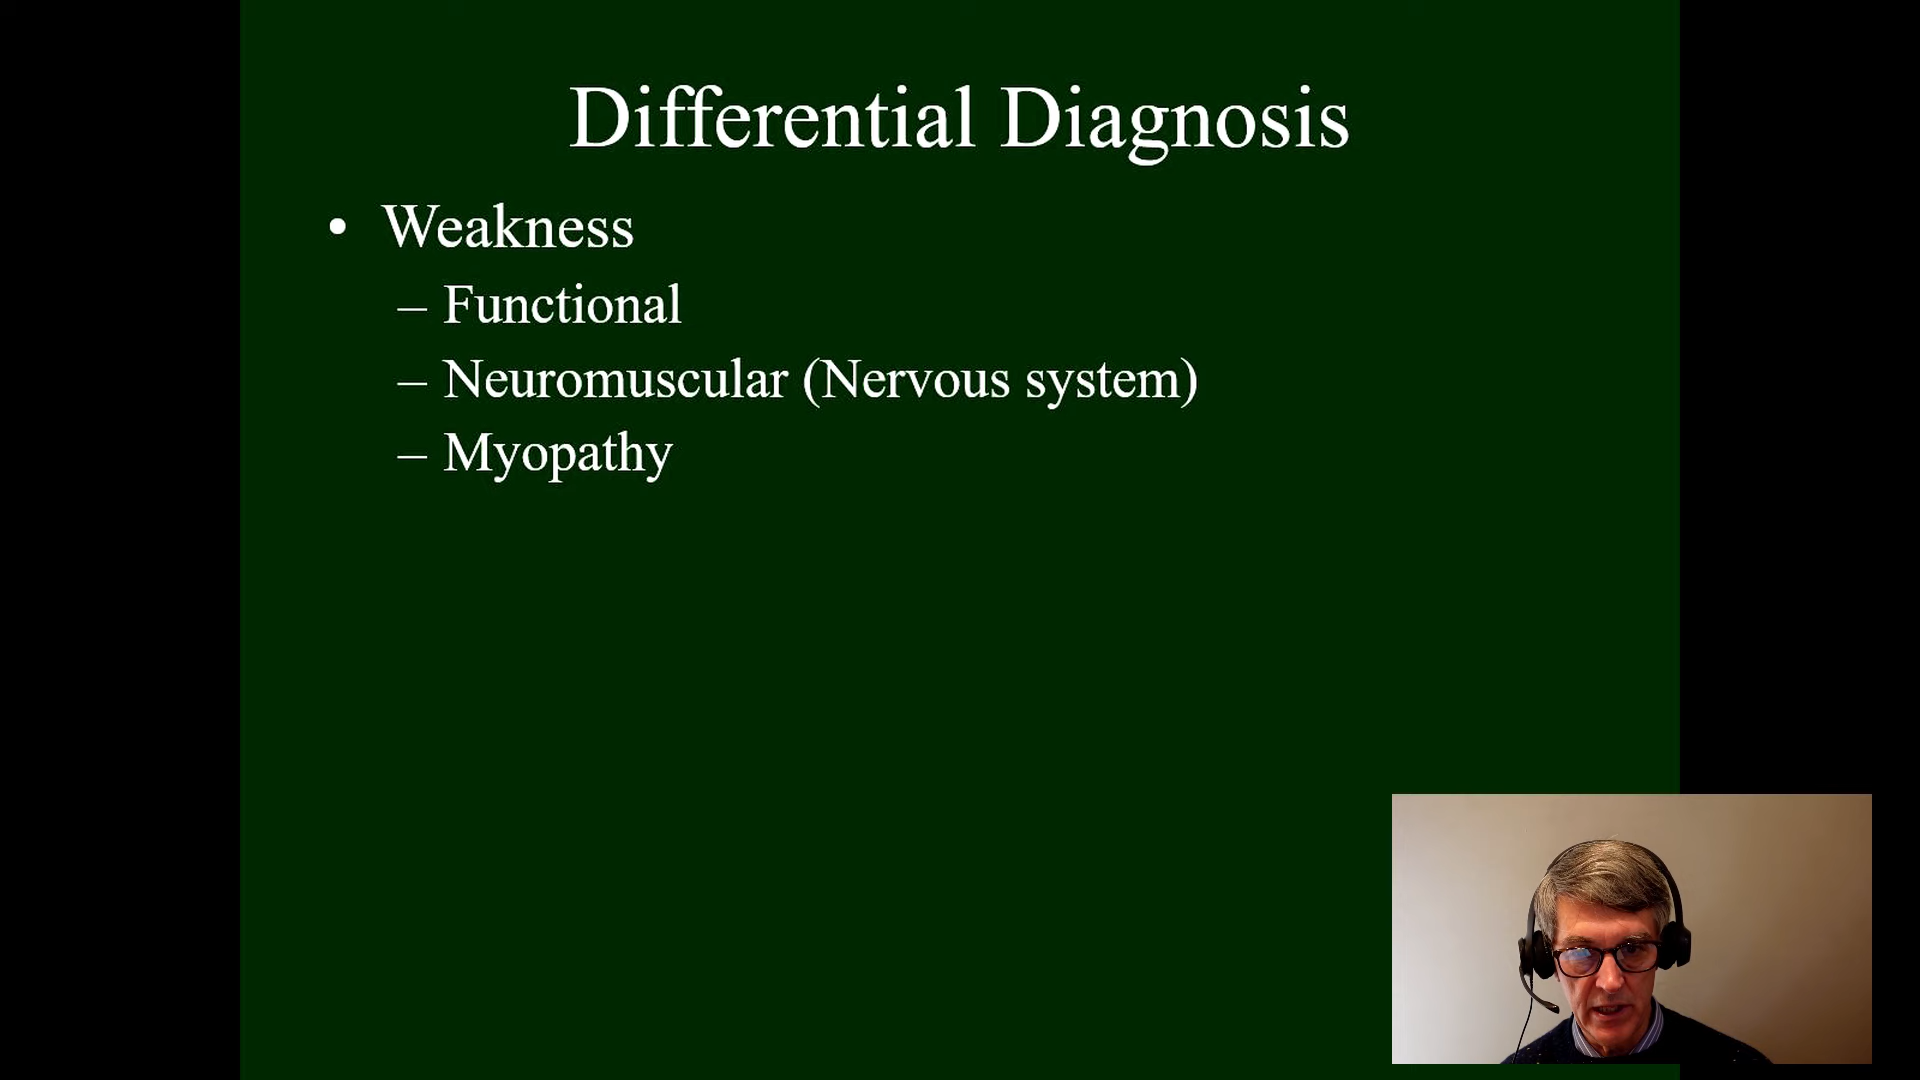 Differential Diagnosis
• Weakness
– Functional
– Neuromuscular (Nervous system)
– Myopathy